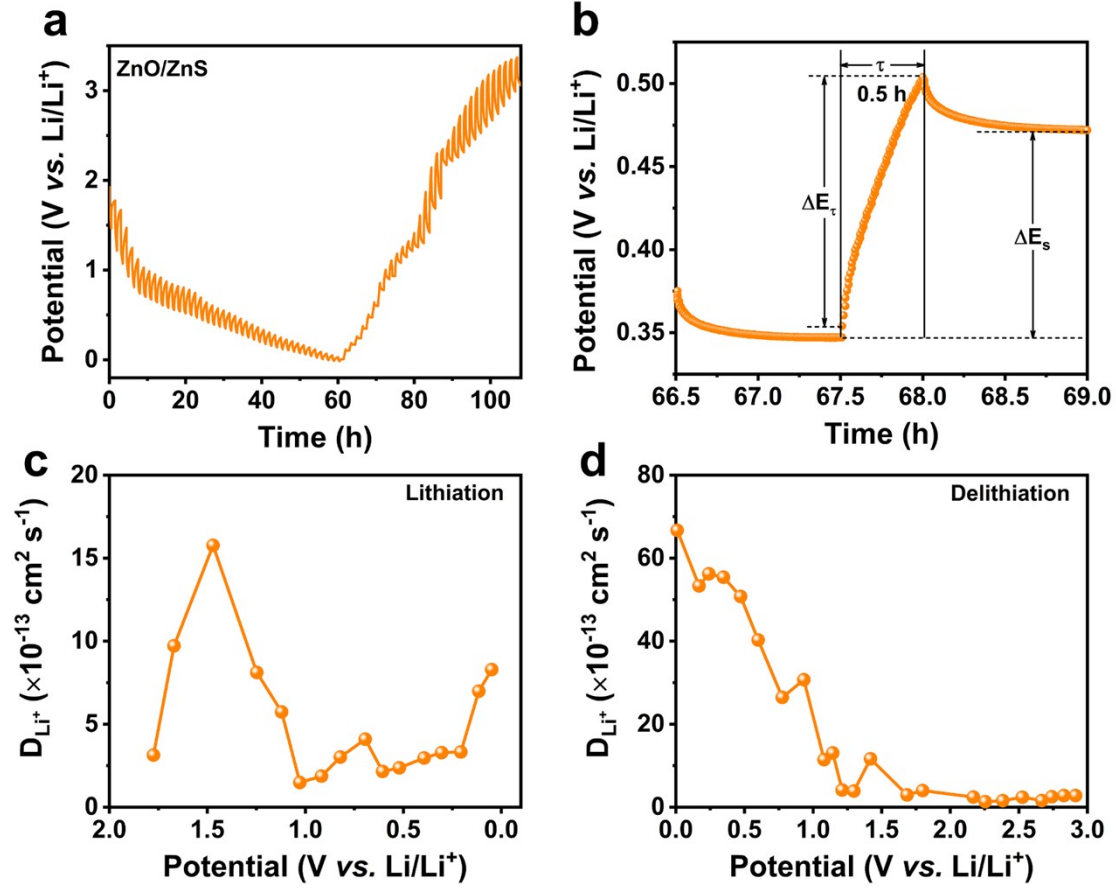 a
ZnO/ZnS
3
2
1
0
0 20 40 60 80 100
Potential (V vs. Li/Li⁺)
Time (h)
b
τ
0.5 h
ΔEτ
ΔEs
0.50
0.45
0.40
0.35
66.5 67.0 67.5 68.0 68.5 69.0
Potential (V vs. Li/Li⁺)
Time (h)
c
Lithiation
20
15
10
5
0
2.0 1.5 1.0 0.5 0.0
D_Li⁺ (×10⁻¹³ cm² s⁻¹)
Potential (V vs. Li/Li⁺)
d
Delithiation
80
60
40
20
0
0.0 0.5 1.0 1.5 2.0 2.5 3.0
D_Li⁺ (×10⁻¹³ cm² s⁻¹)
Potential (V vs. Li/Li⁺)